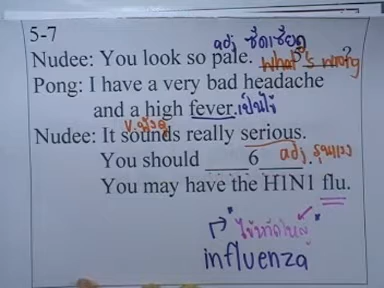 5-7
adj ซีดเซียว
Nudee: You look so pale. 5 ?
what's wrong
Pong: I have a very bad headache
and a high fever. เป็นไข้
v. ฟังดู
Nudee: It sounds really serious.
You should 6 . adj. รุนแรง
You may have the H1N1 flu.
"ไข้หวัดใหญ่"
influenza